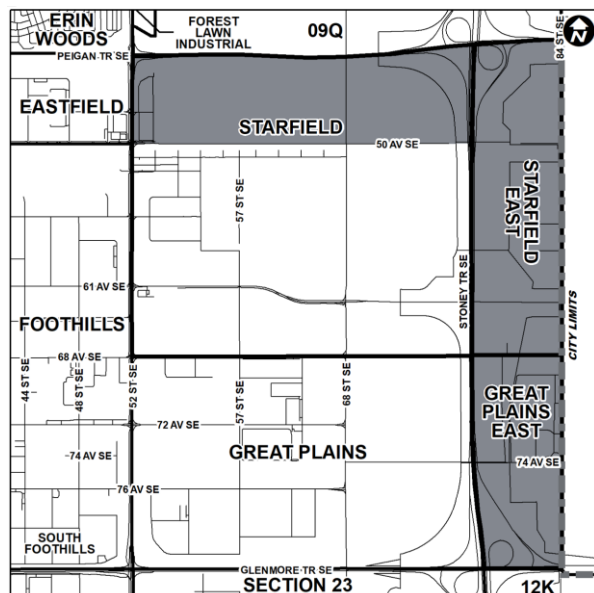 ERIN
WOODS
FOREST
LAWN
INDUSTRIAL
09Q
N
84 ST SE
PEIGAN TR SE
EASTFIELD
STARFIELD
50 AV SE
STARFIELD
EAST
57 ST SE
61 AV SE
STONEY TR SE
CITY LIMITS
FOOTHILLS
68 AV SE
44 ST SE
48 ST SE
52 ST SE
57 ST SE
68 ST SE
GREAT
PLAINS
EAST
72 AV SE
GREAT PLAINS
74 AV SE
74 AV SE
76 AV SE
SOUTH
FOOTHILLS
GLENMORE TR SE
SECTION 23
12K